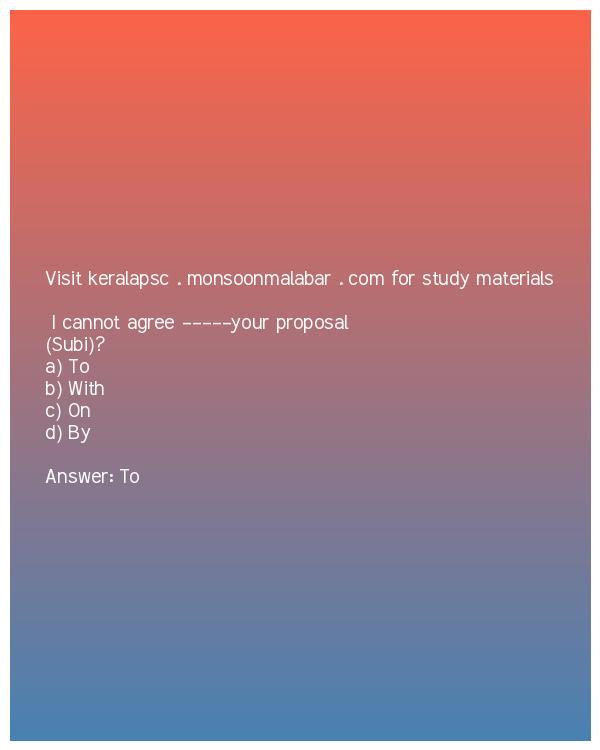 Visit keralapsc . monsoonmalabar . com for study materials
I cannot agree -----your proposal
(Subi)?
a) To
b) With
c) On
d) By
Answer: To